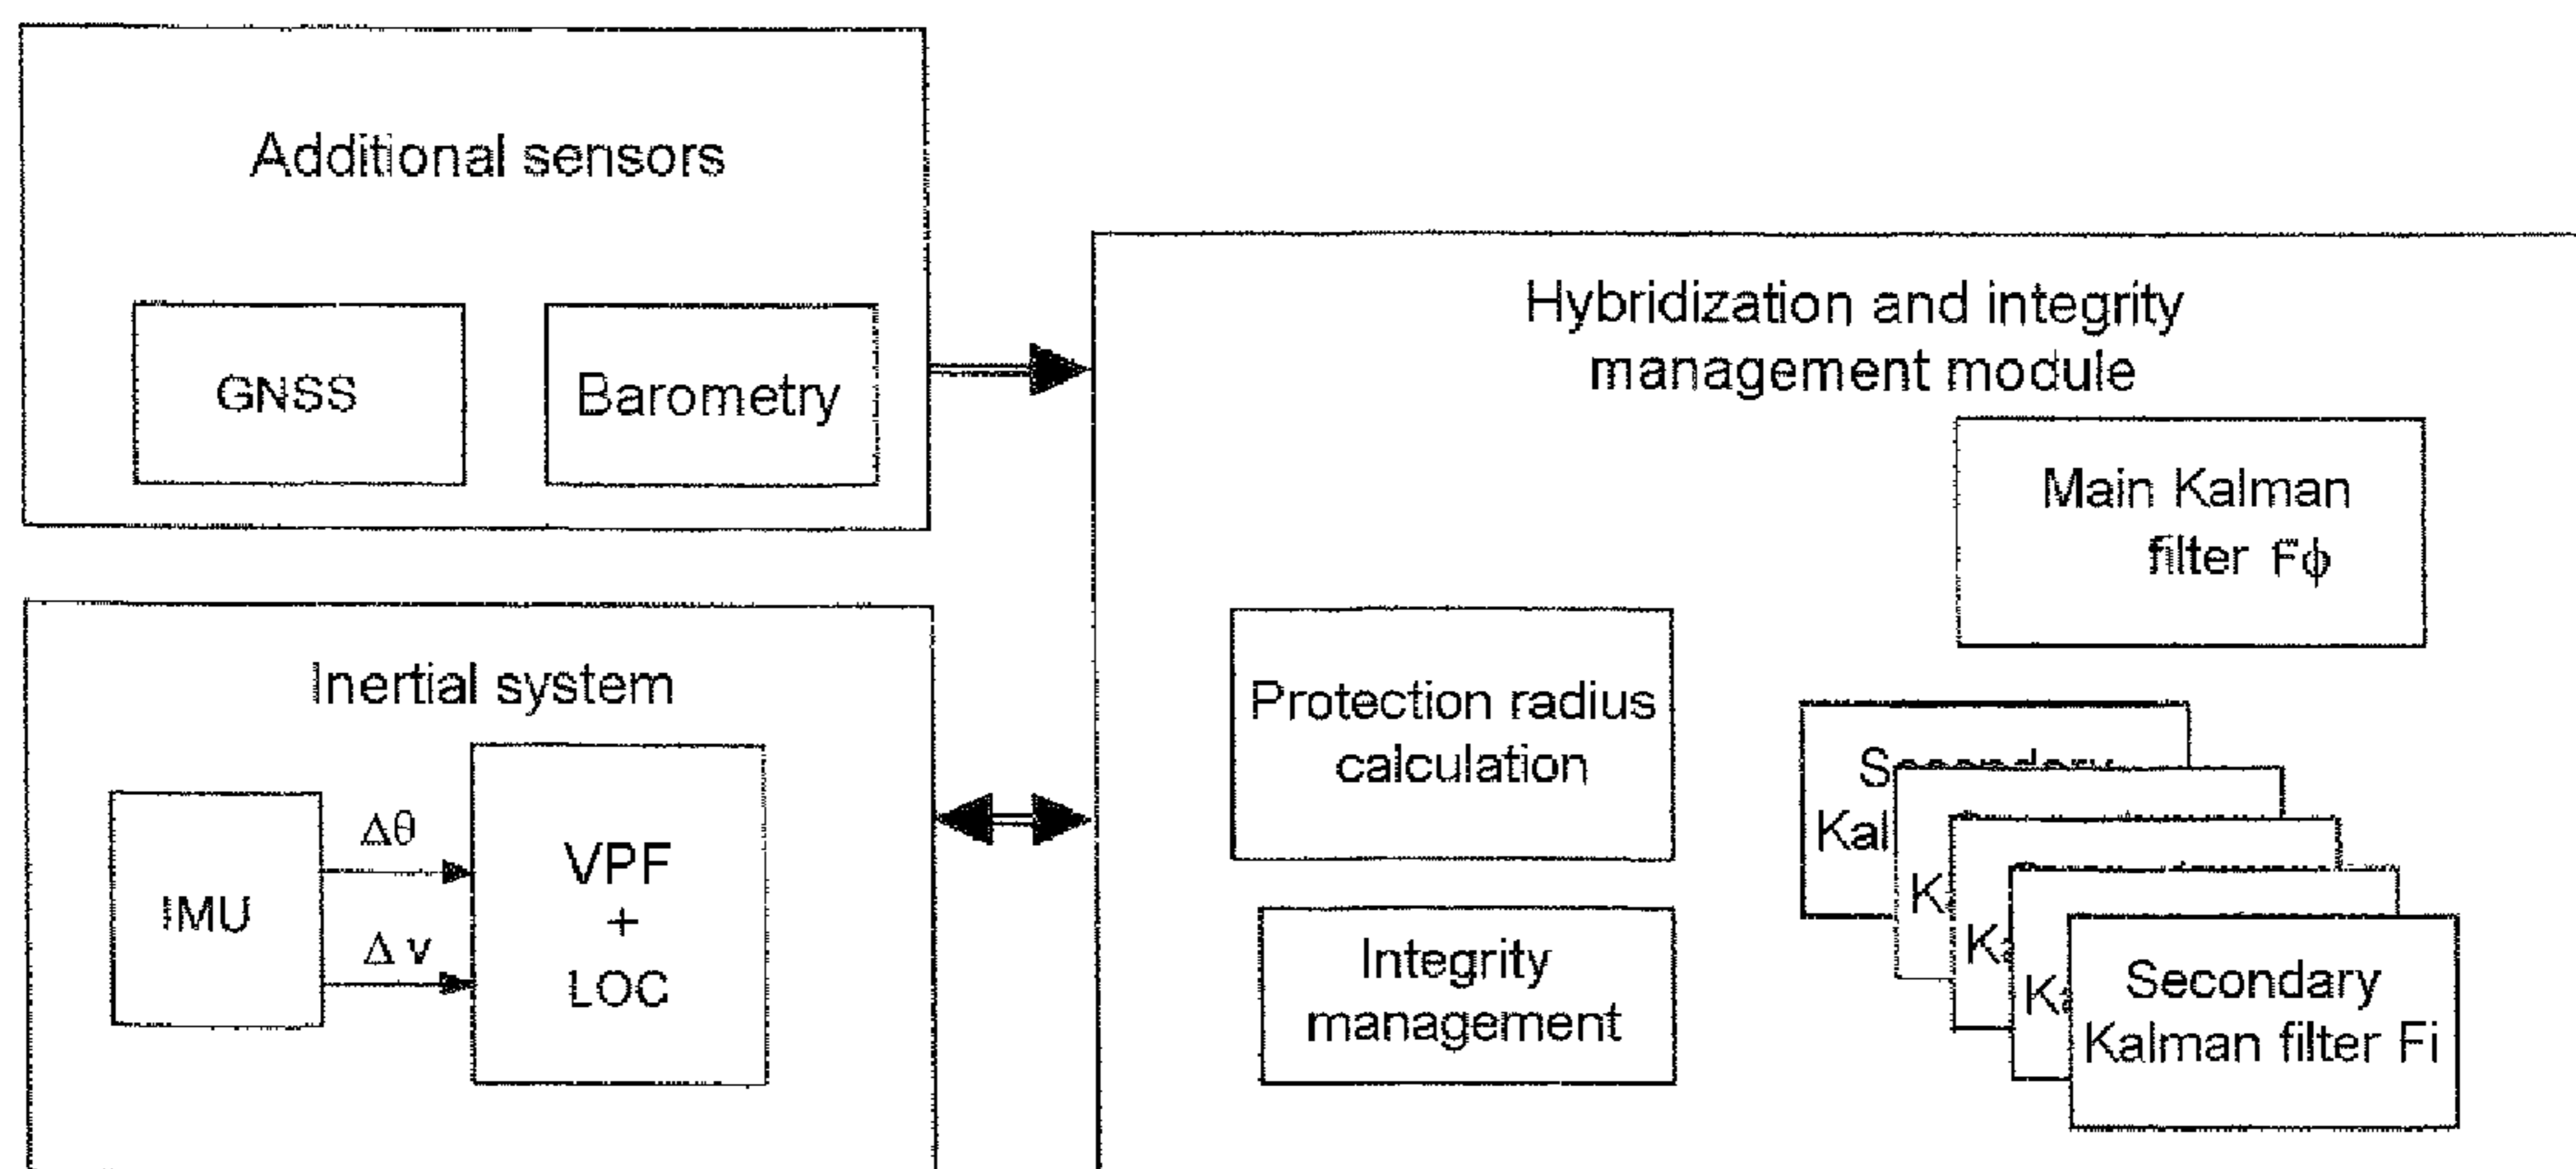 Additional sensors
GNSS
Barometry
Inertial system
IMU
Δθ
Δ v
VPF
+
LOC
Hybridization and integrity
management module
Main Kalman
filter Fϕ
Protection radius
calculation
Integrity
management
Secondary
Kal
K
K
K
Secondary
Kalman filter Fi